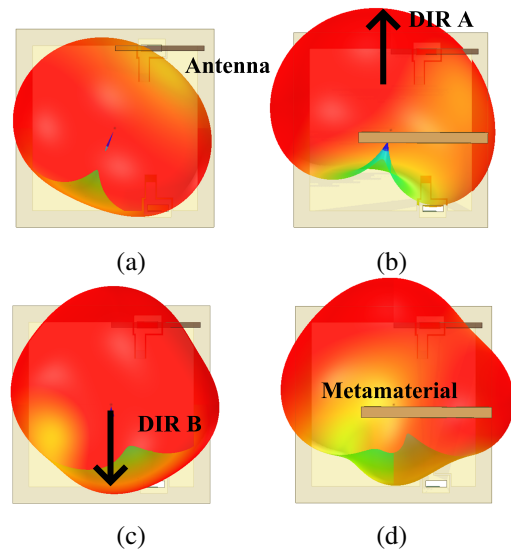 DIR A
Antenna
(a)
(b)
DIR B
Metamaterial
(c)
(d)